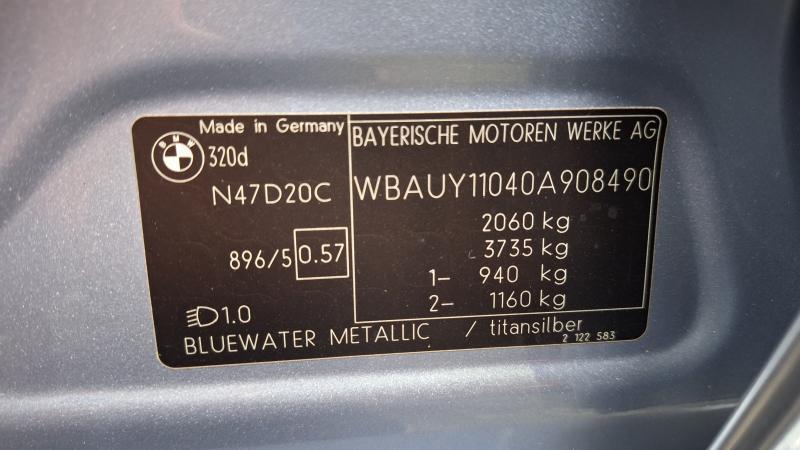 BMW
Made in Germany
320d
N47D20C
896/5 0.57
BAYERISCHE MOTOREN WERKE AG
WBAUY11040A908490
2060 kg
3735 kg
1- 940 kg
2- 1160 kg
1.0
BLUEWATER METALLIC / titansilber
2 122 583